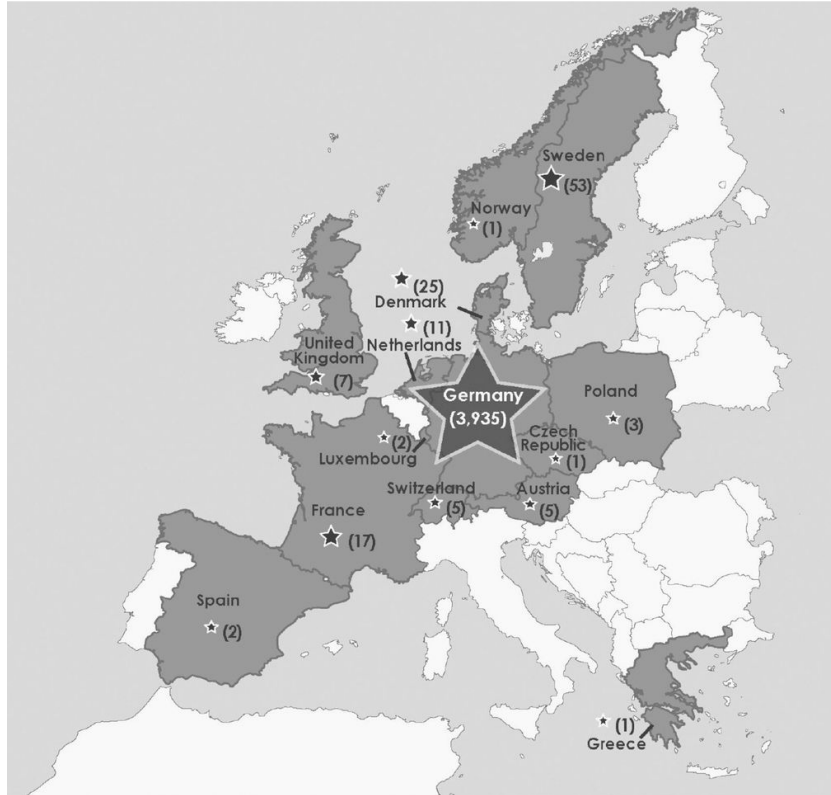 Sweden
(53)
Norway
(1)
(25)
Denmark
(11)
Netherlands
United
Kingdom
(7)
Germany
(3,935)
Poland
(3)
Czech
Republic
(1)
(2)
Luxembourg
Switzerland
(5)
Austria
(5)
France
(17)
Spain
(2)
(1)
Greece